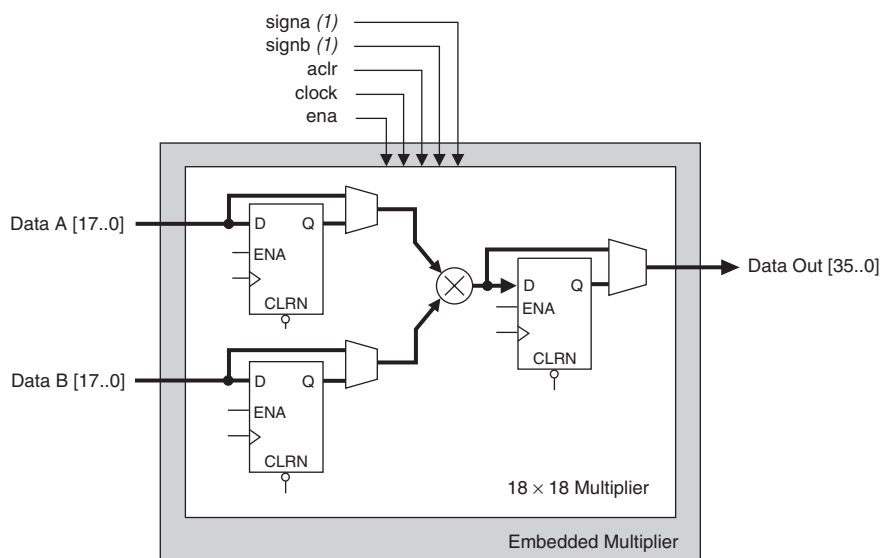 signa (1)
signb (1)
aclr
clock
ena
Data A [17..0]
D Q
ENA
CLRN
Data Out [35..0]
D Q
ENA
CLRN
Data B [17..0]
D Q
ENA
CLRN
18 × 18 Multiplier
Embedded Multiplier